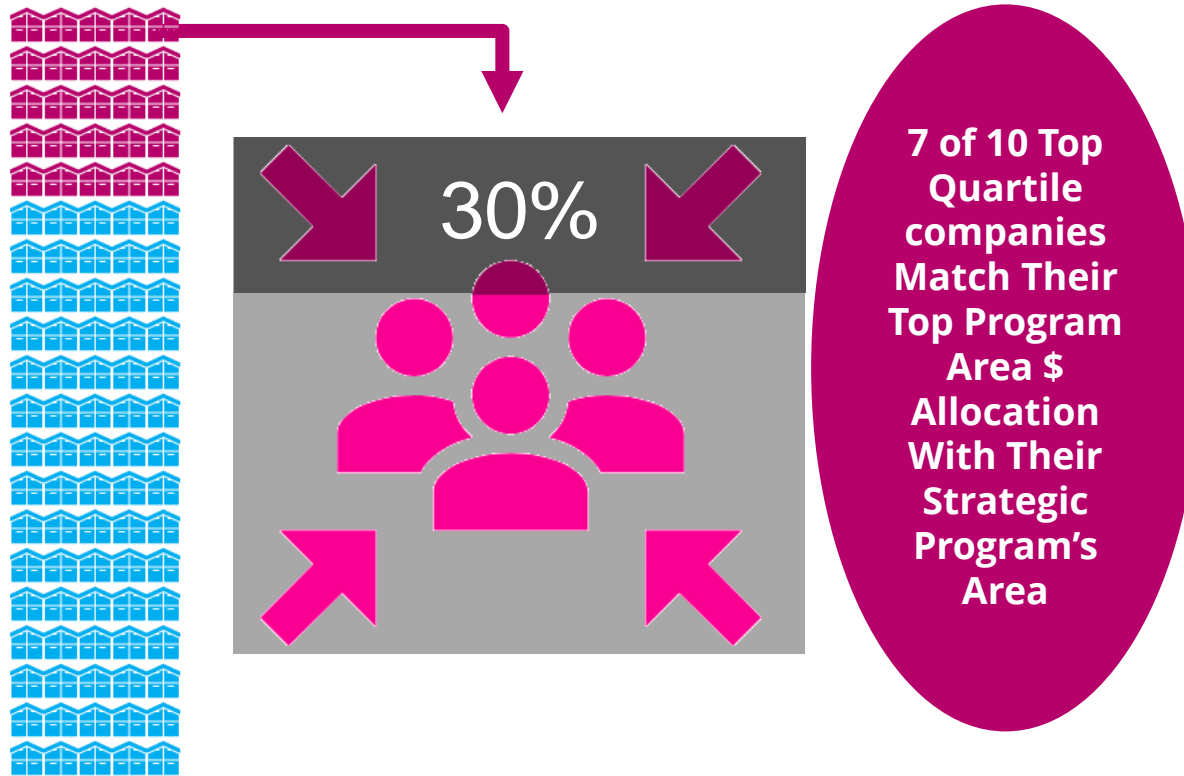 30%
7 of 10 Top
Quartile
companies
Match Their
Top Program
Area $
Allocation
With Their
Strategic
Program’s
Area